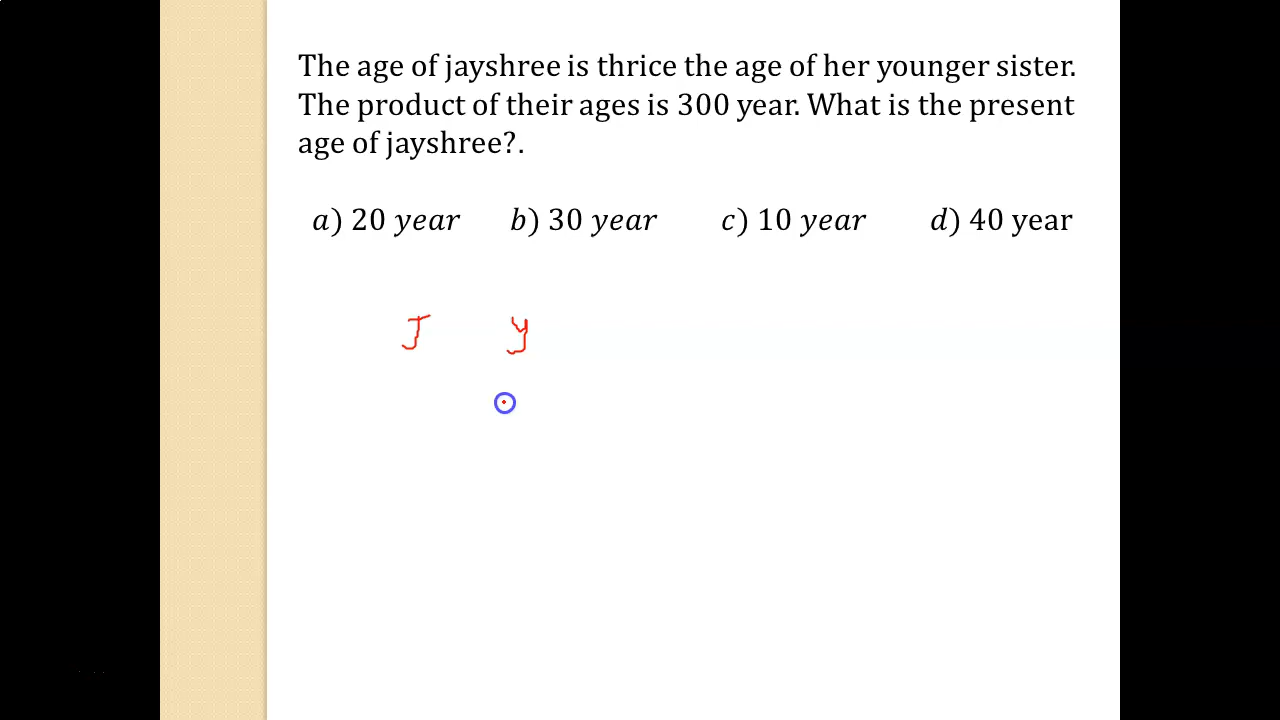 The age of jayshree is thrice the age of her younger sister.
The product of their ages is 300 year. What is the present
age of jayshree?.
a) 20 year b) 30 year c) 10 year d) 40 year
J y